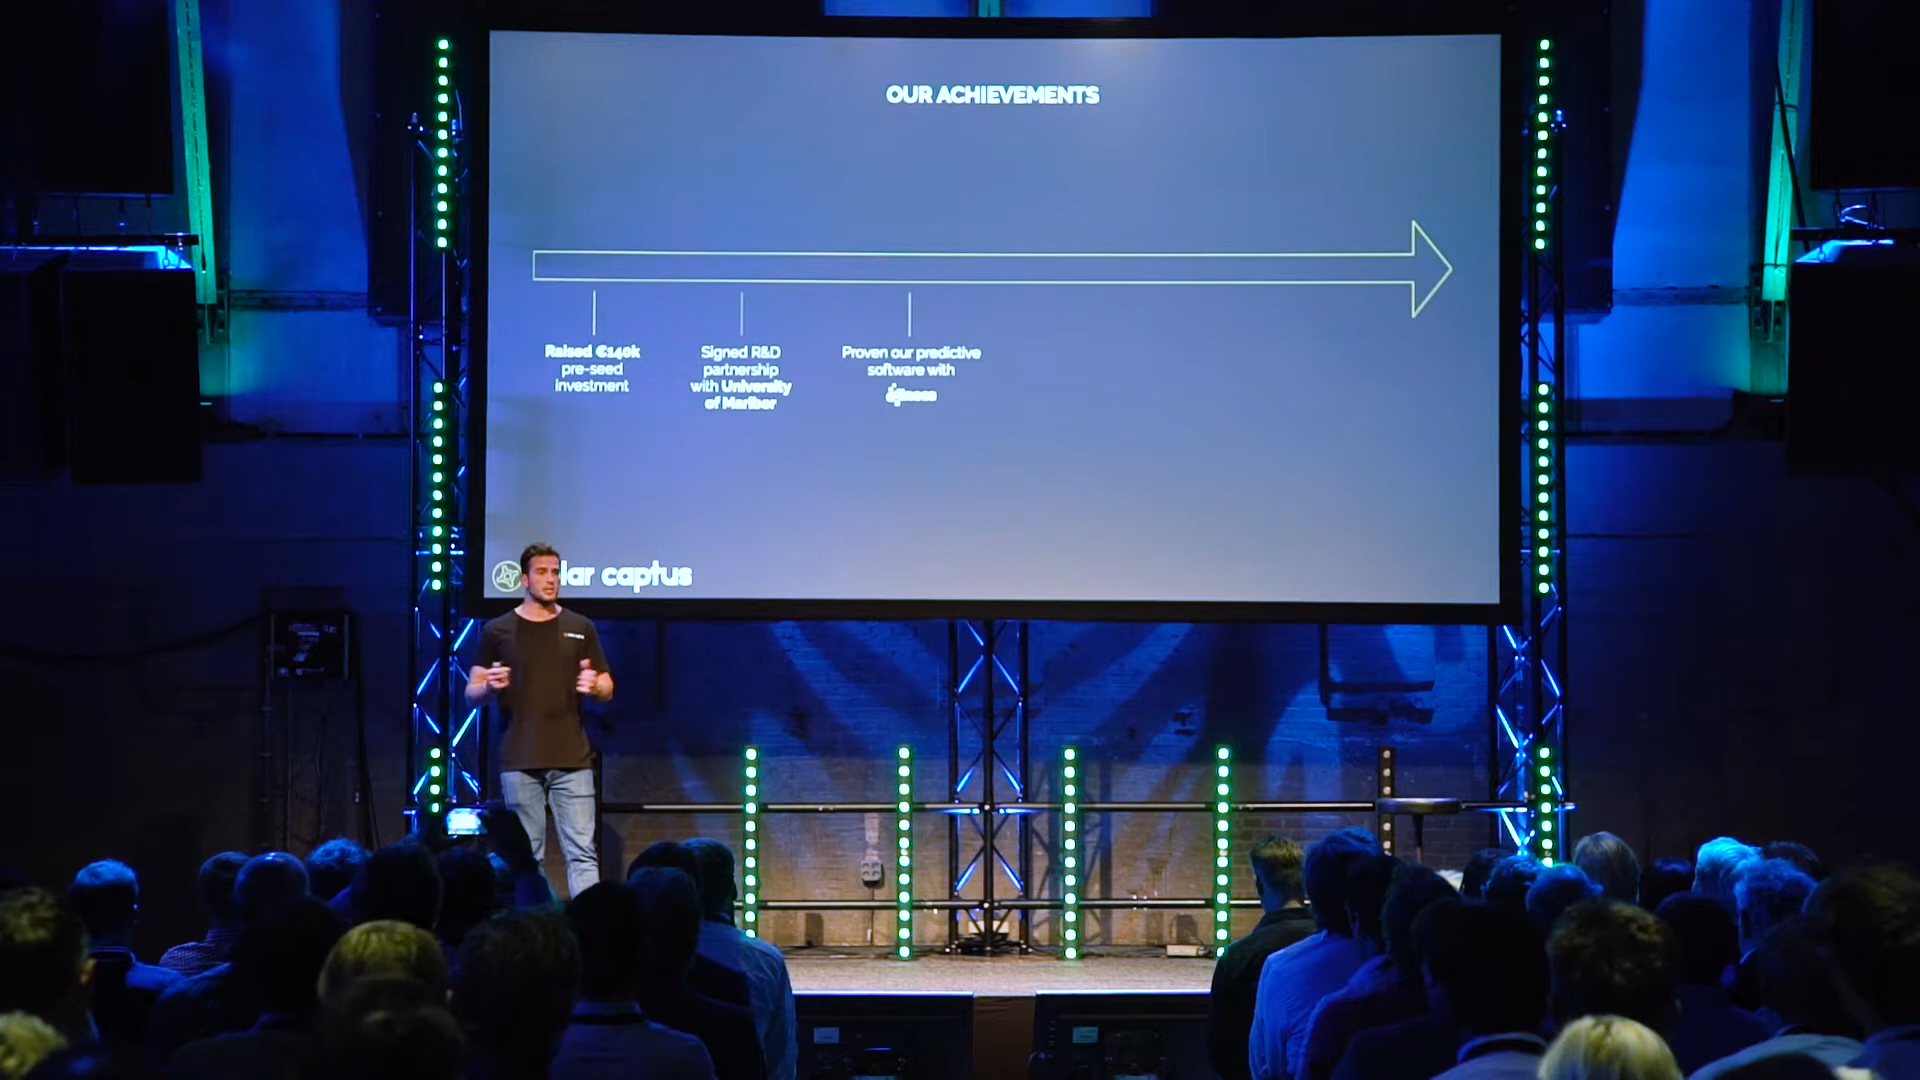 OUR ACHIEVEMENTS
Raised €140k
pre-seed
investment
Signed R&D
partnership
with University
of Maribor
Proven our predictive
software with
lar captus